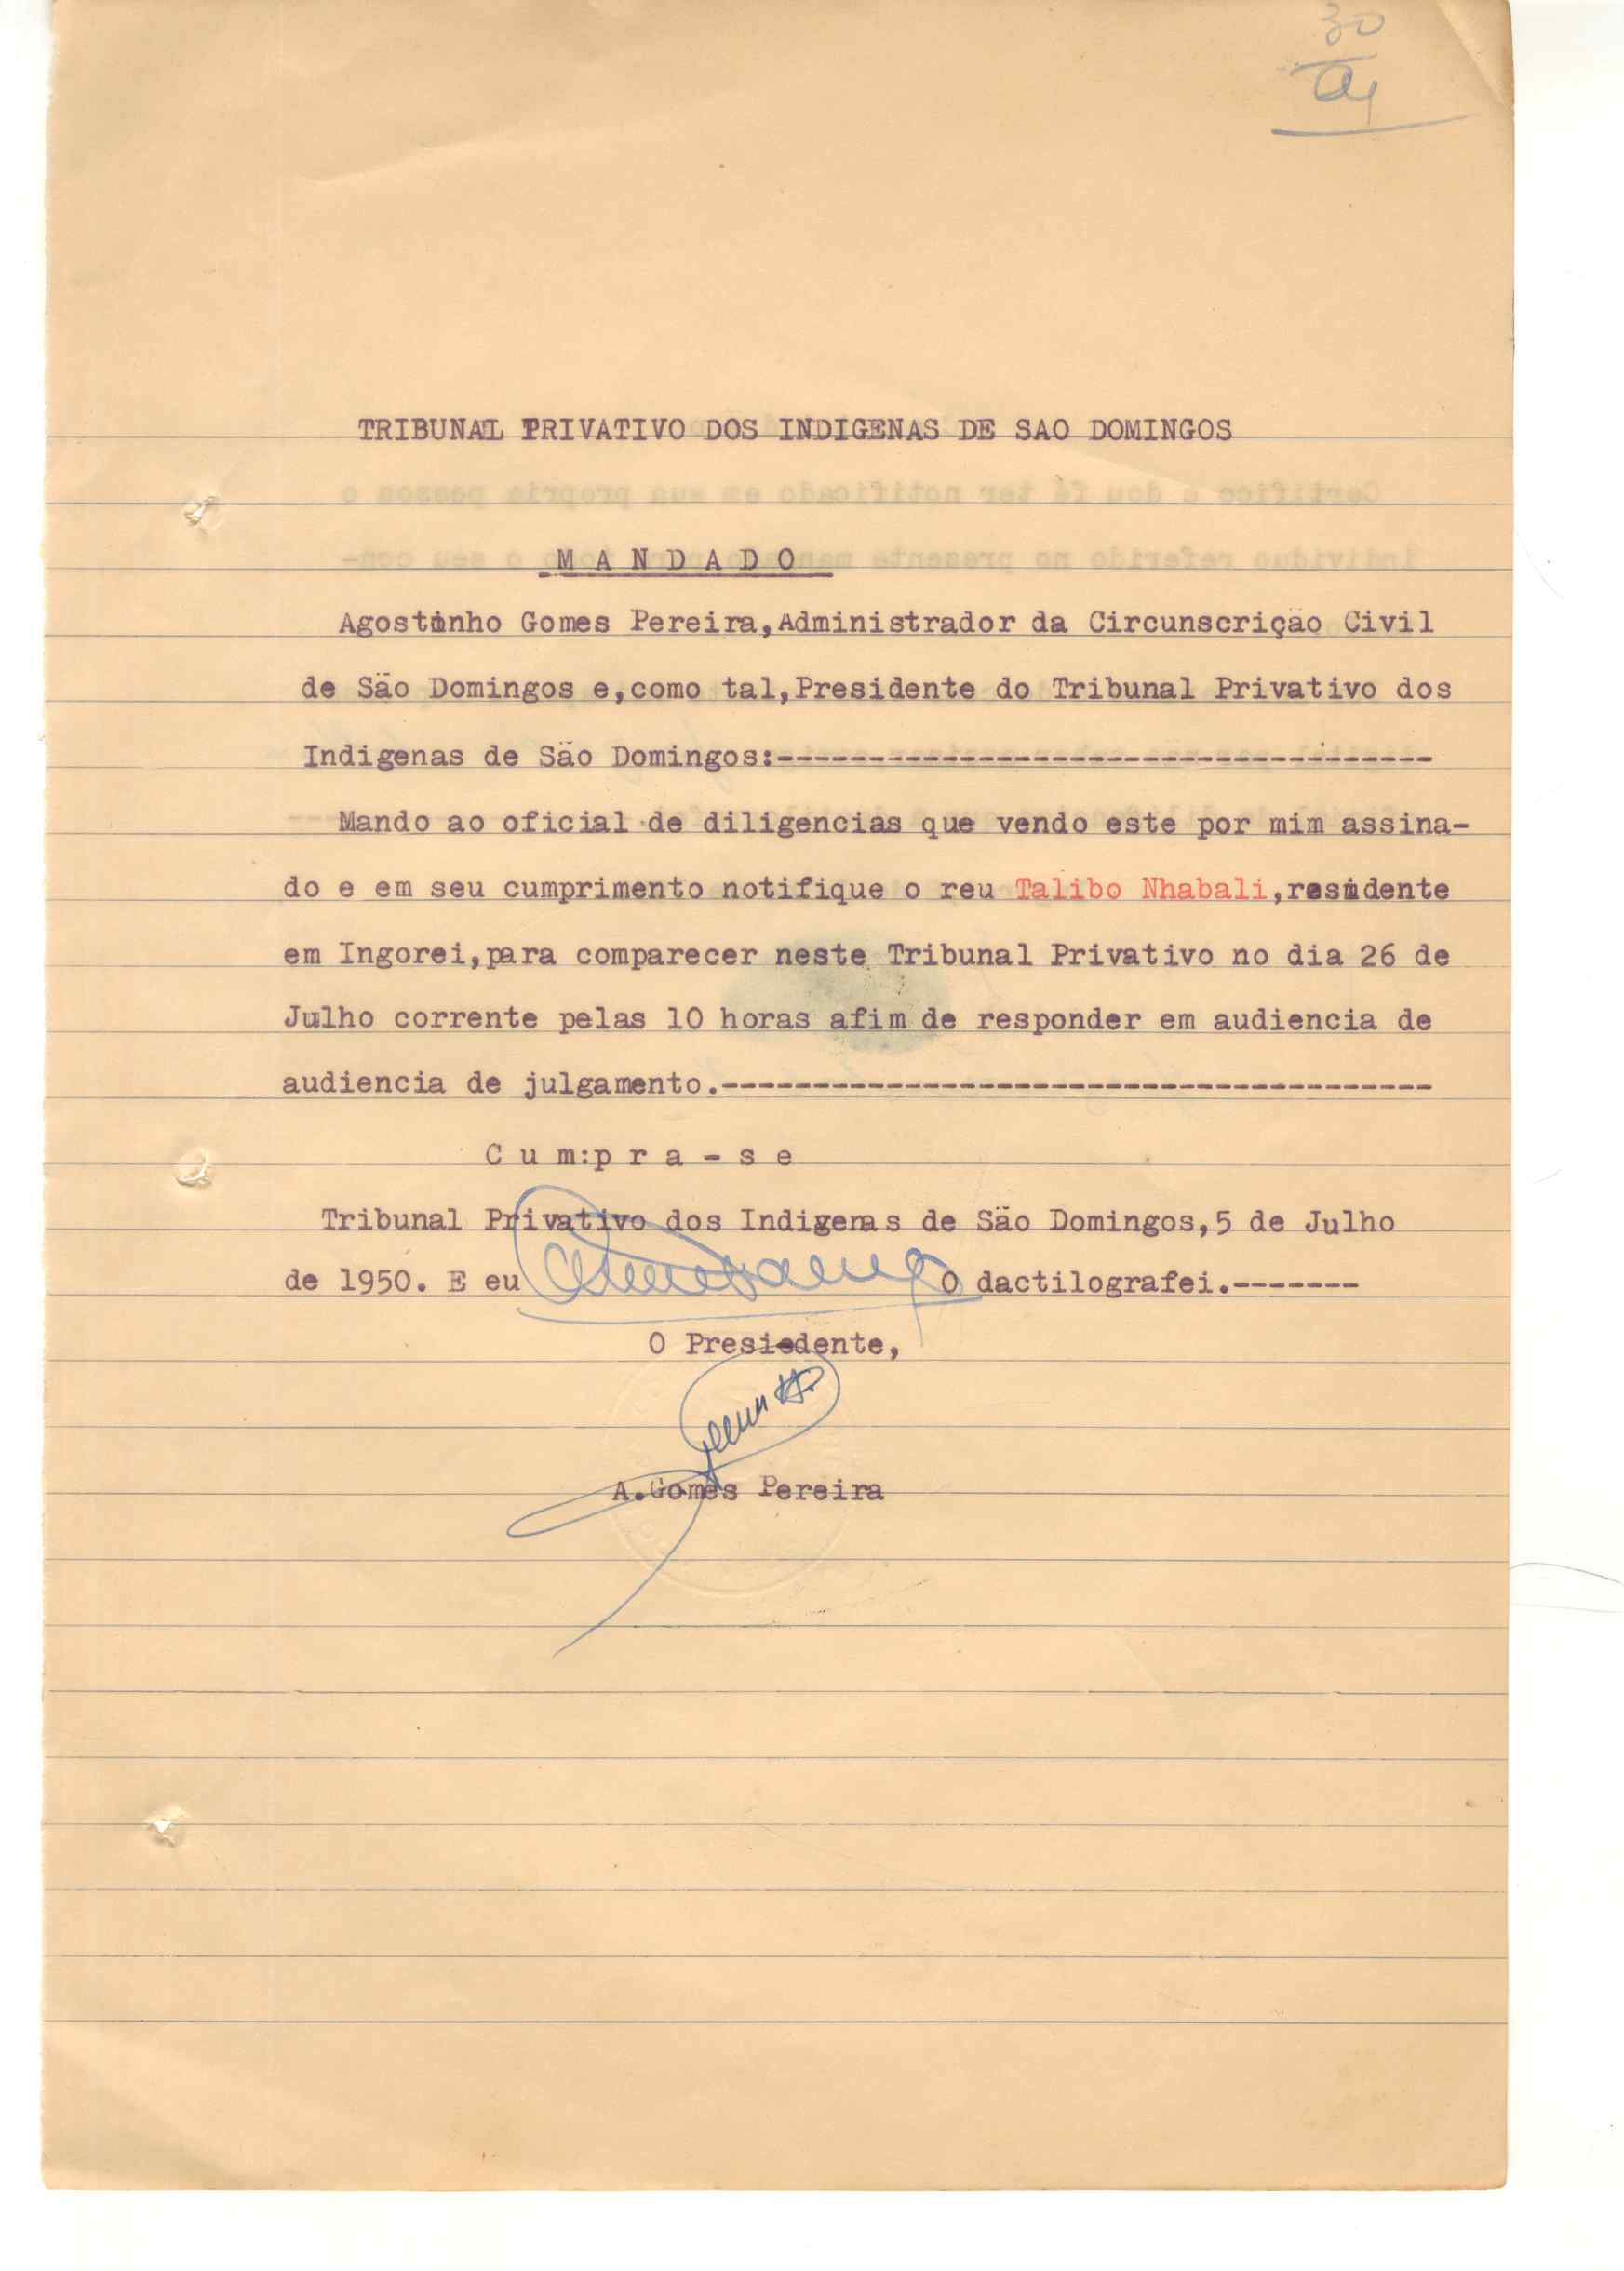 30
TRIBUNAL PRIVATIVO DOS INDIGENAS DE SAO DOMINGOS
M A N D A D O
Agostinho Gomes Pereira,Administrador da Circunscrição Civil
de São Domingos e,como tal,Presidente do Tribunal Privativo dos
Indigenas de São Domingos:------------------------------------
Mando ao oficial de diligencias que vendo este por mim assina-
do e em seu cumprimento notifique o reu Talibo Nhabali,residente
em Ingorei,para comparecer neste Tribunal Privativo no dia 26 de
Julho corrente pelas 10 horas afim de responder em audiencia de
audiencia de julgamento.---------------------------------------
C u m:p r a - s e
Tribunal Privativo dos Indigenas de São Domingos,5 de Julho
de 1950. E eu O dactilografei.-------
O Presiedente,
A.Gomes Pereira